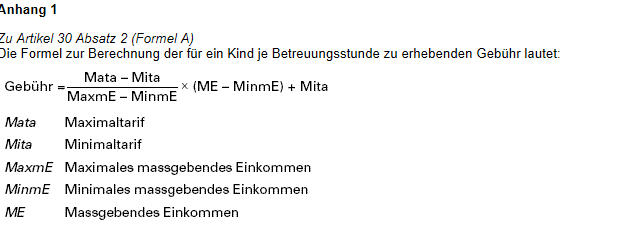 Anhang 1
Zu Artikel 30 Absatz 2 (Formel A)
Die Formel zur Berechnung der für ein Kind je Betreuungsstunde zu erhebenden Gebühr lautet:
Mata – Mita
Gebühr = × (ME – MinmE) + Mita
MaxmE – MinmE
Mata Maximaltarif
Mita Minimaltarif
MaxmE Maximales massgebendes Einkommen
MinmE Minimales massgebendes Einkommen
ME Massgebendes Einkommen